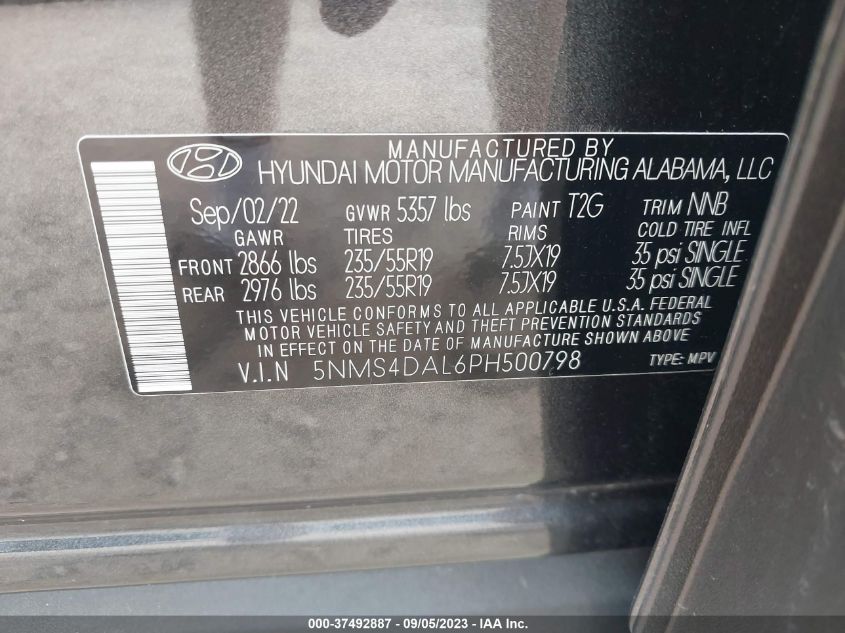 MANUFACTURED BY
HYUNDAI MOTOR MANUFACTURING ALABAMA, LLC
Sep/02/22 GVWR 5357 lbs PAINT T2G TRIM NNB
GAWR TIRES RIMS COLD TIRE INFL
FRONT 2866 lbs 235/55R19 7.5JX19 35 psi SINGLE
REAR 2976 lbs 235/55R19 7.5JX19 35 psi SINGLE
THIS VEHICLE CONFORMS TO ALL APPLICABLE U.S.A. FEDERAL
MOTOR VEHICLE SAFETY AND THEFT PREVENTION STANDARDS
IN EFFECT ON THE DATE OF MANUFACTURE SHOWN ABOVE
V.I.N 5NMS4DAL6PH500798 TYPE: MPV
000-37492887 - 09/05/2023 - IAA Inc.